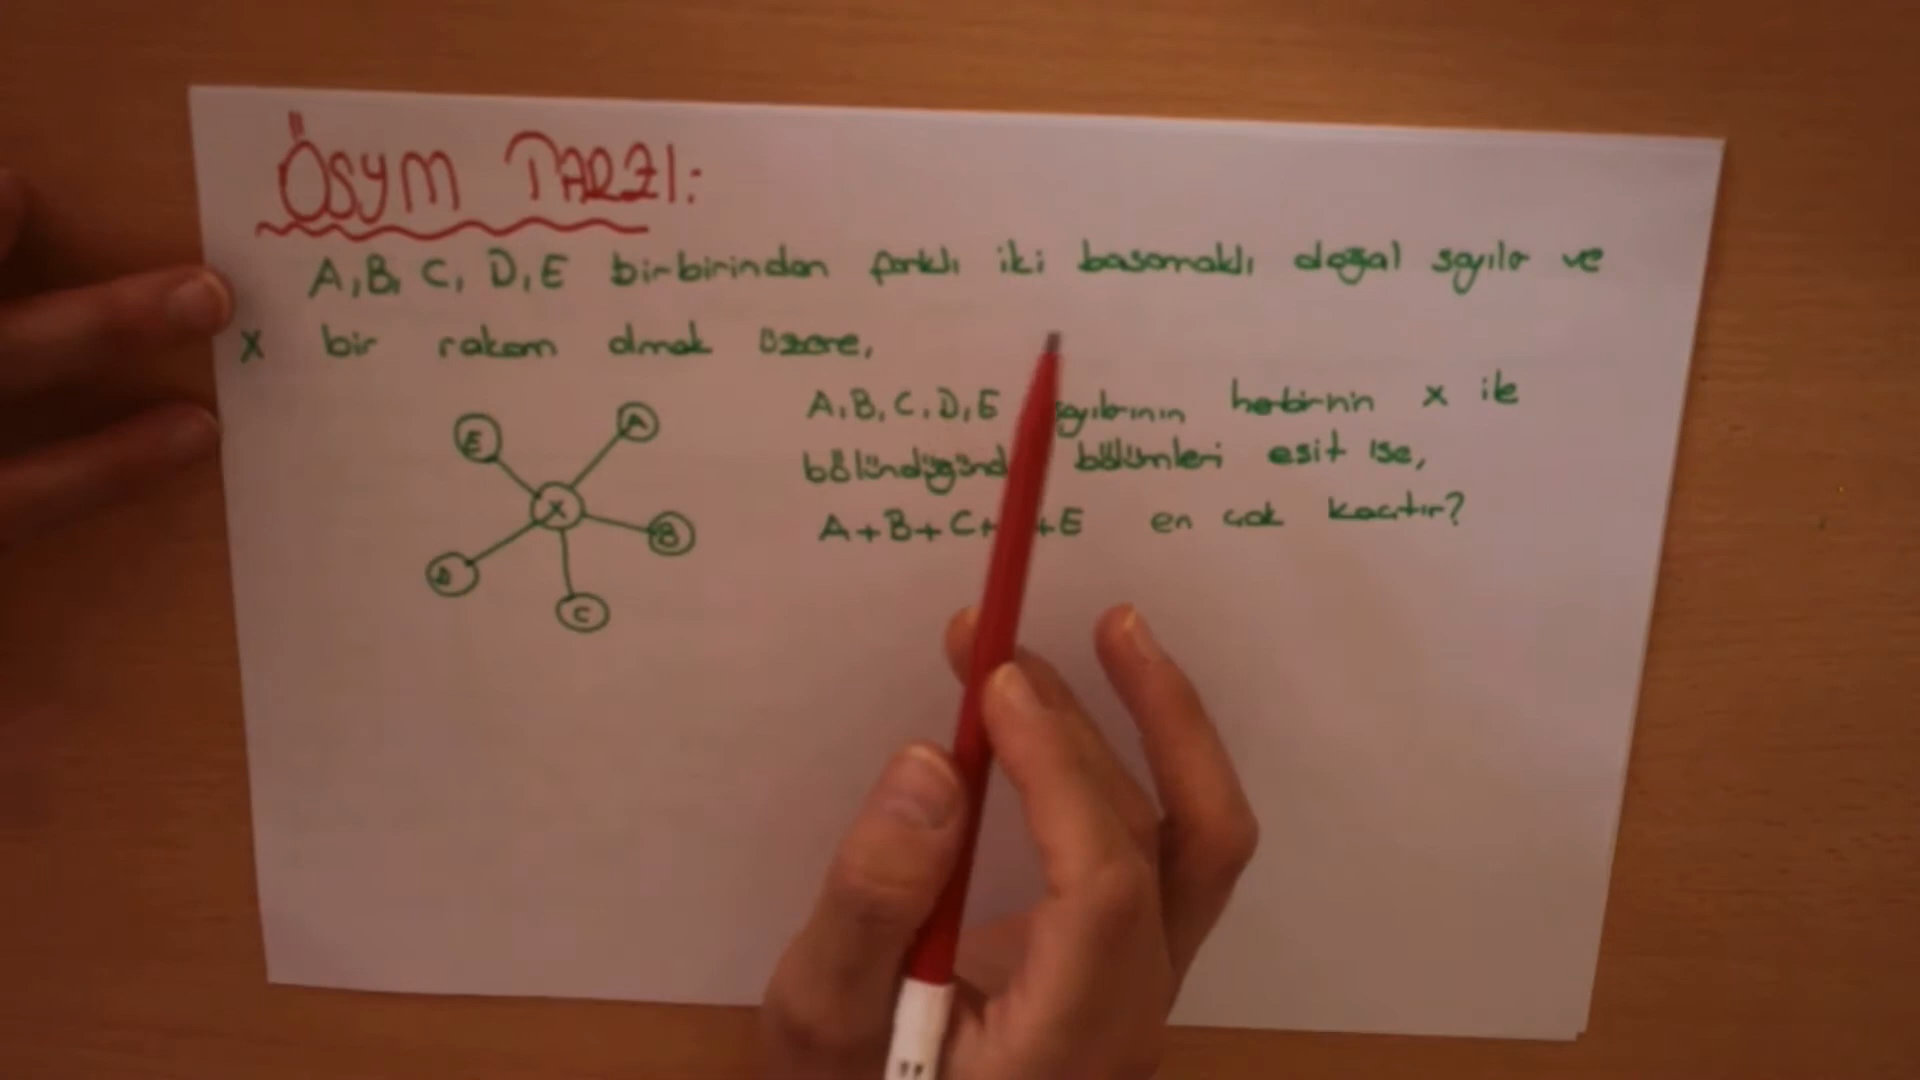 ÖSYM TARZI:
A, B, C, D, E birbirinden farklı iki basamaklı doğal sayılar ve
X bir rakam olmak üzere,
A, B, C, D, E sayılarının herbirinin x ile
bölündüğünde bölümleri eşit ise,
A+B+C+ +E en çok kaçtır?
E
A
X
B
D
C